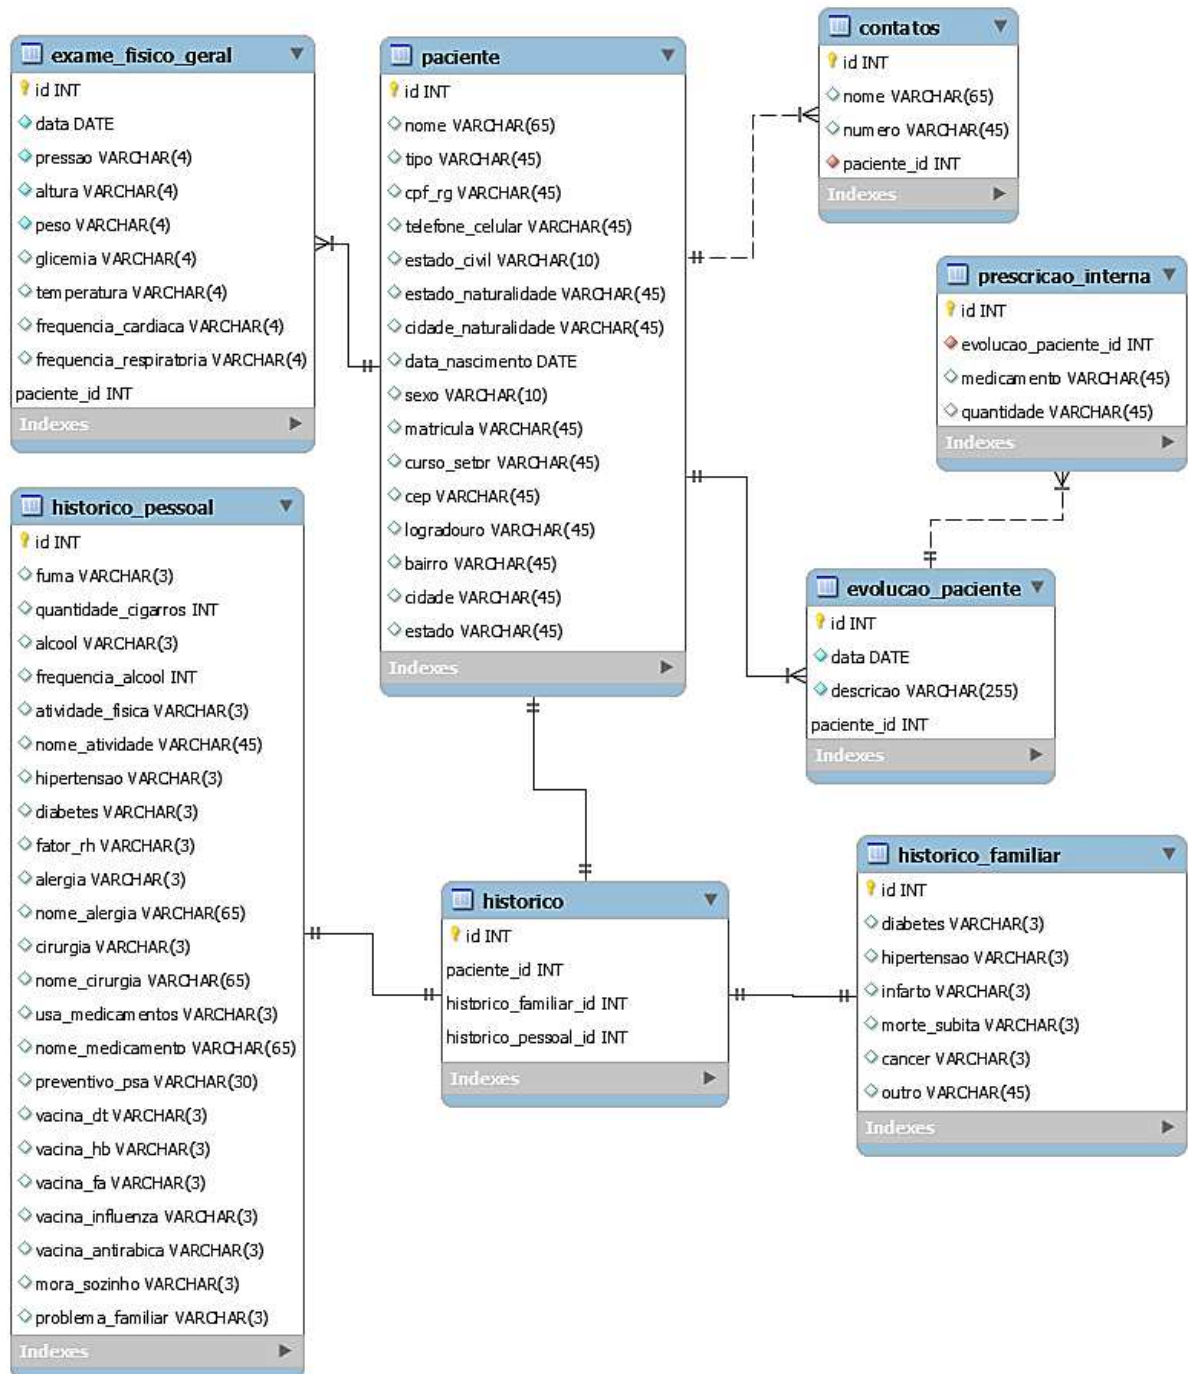 exame_fisico_geral
id INT
data DATE
pressao VARCHAR(4)
altura VARCHAR(4)
peso VARCHAR(4)
glicemia VARCHAR(4)
temperatura VARCHAR(4)
frequencia_cardiaca VARCHAR(4)
frequencia_respiratoria VARCHAR(4)
paciente_id INT
Indexes
paciente
id INT
nome VARCHAR(65)
tipo VARCHAR(45)
cpf_rg VARCHAR(45)
telefone_celular VARCHAR(45)
estado_civil VARCHAR(10)
estado_naturalidade VARCHAR(45)
cidade_naturalidade VARCHAR(45)
data_nascimento DATE
sexo VARCHAR(10)
matricula VARCHAR(45)
curso_setor VARCHAR(45)
cep VARCHAR(45)
logradouro VARCHAR(45)
bairro VARCHAR(45)
cidade VARCHAR(45)
estado VARCHAR(45)
Indexes
contatos
id INT
nome VARCHAR(65)
numero VARCHAR(45)
paciente_id INT
Indexes
prescricao_interna
id INT
evolucao_paciente_id INT
medicamento VARCHAR(45)
quantidade VARCHAR(45)
Indexes
historico_pessoal
id INT
fuma VARCHAR(3)
quantidade_cigarros INT
alcool VARCHAR(3)
frequencia_alcool INT
atividade_fisica VARCHAR(3)
nome_atividade VARCHAR(45)
hipertensao VARCHAR(3)
diabetes VARCHAR(3)
fator_rh VARCHAR(3)
alergia VARCHAR(3)
nome_alergia VARCHAR(65)
cirurgia VARCHAR(3)
nome_cirurgia VARCHAR(65)
usa_medicamentos VARCHAR(3)
nome_medicamento VARCHAR(65)
preventivo_psa VARCHAR(30)
vacina_dt VARCHAR(3)
vacina_hb VARCHAR(3)
vacina_fa VARCHAR(3)
vacina_influenza VARCHAR(3)
vacina_antirabica VARCHAR(3)
mora_sozinho VARCHAR(3)
problema_familiar VARCHAR(3)
Indexes
evolucao_paciente
id INT
data DATE
descricao VARCHAR(255)
paciente_id INT
Indexes
historico
id INT
paciente_id INT
historico_familiar_id INT
historico_pessoal_id INT
Indexes
historico_familiar
id INT
diabetes VARCHAR(3)
hipertensao VARCHAR(3)
infarto VARCHAR(3)
morte_subita VARCHAR(3)
cancer VARCHAR(3)
outro VARCHAR(45)
Indexes